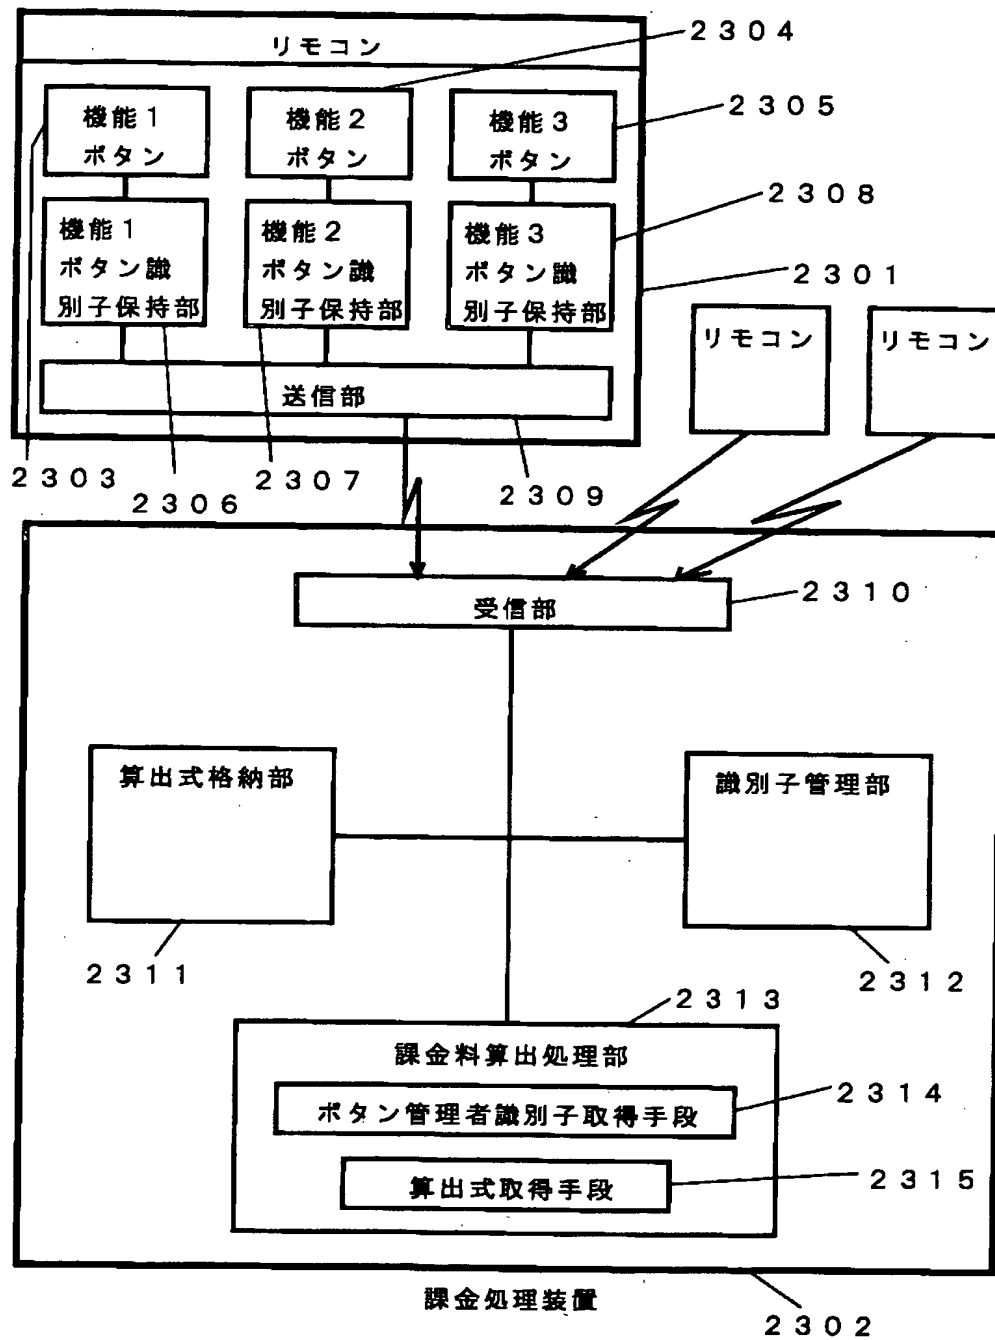 リモコン
2304
機能1
ボタン
機能2
ボタン
機能3
ボタン
2305
機能1
ボタン識
別子保持部
機能2
ボタン識
別子保持部
機能3
ボタン識
別子保持部
2308
2301
リモコン
リモコン
送信部
2303
2306
2307
2309
受信部
2310
算出式格納部
識別子管理部
2311
2312
2313
課金料算出処理部
ボタン管理者識別子取得手段
2314
算出式取得手段
2315
課金処理装置
2302